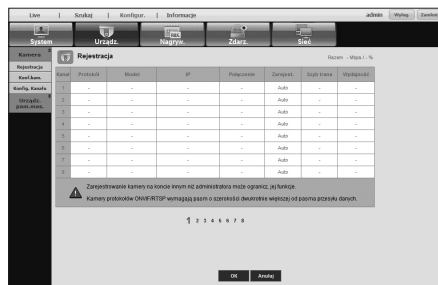 Live | Szukaj | Konfigur. | Informacje admin Wylog. Zamknij
System Urządz. Nagryw. Zdarz. Sieć
Kamera
Rejestracja
Konf.kam.
Konfig. Kanału
Urządz. pam.mas.
Rejestracja
Razem - Mbps / - %
Kanał Protokół Model IP Połączenie Zarejest. Szyb trans Wydajność
1 - - - - Auto - -
2 - - - - Auto - -
3 - - - - Auto - -
4 - - - - Auto - -
5 - - - - Auto - -
6 - - - - Auto - -
7 - - - - Auto - -
8 - - - - Auto - -
Zarejestrowanie kamery na koncie innym niż administratora może ogranicz, jej funkcje.
Kamery protokołów ONVIF/RTSP wymagają pasm o szerokości dwukrotnie większej od pasma przesyłu danych.
1 2 3 4 5 6 7 8
OK Anuluj